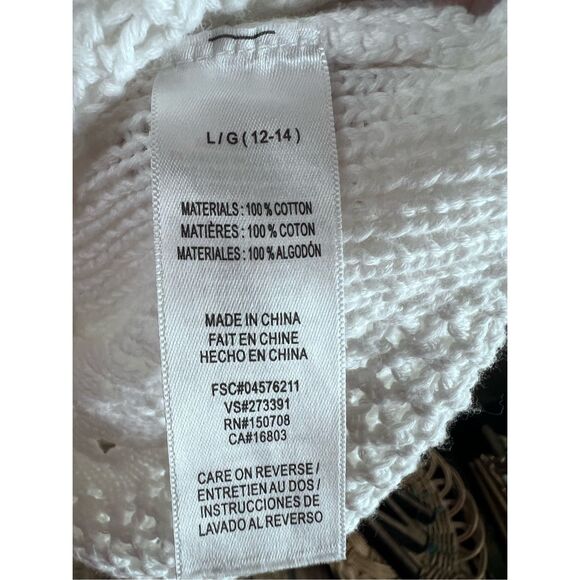 L/G (12-14)
MATERIALS: 100% COTTON
MATIÈRES: 100% COTON
MATERIALES: 100% ALGODÓN
MADE IN CHINA
FAIT EN CHINE
HECHO EN CHINA
FSC#04576211
VS#273391
RN#150708
CA#16803
CARE ON REVERSE/
ENTRETIEN AU DOS/
INSTRUCCIONES DE
LAVADO AL REVERSO